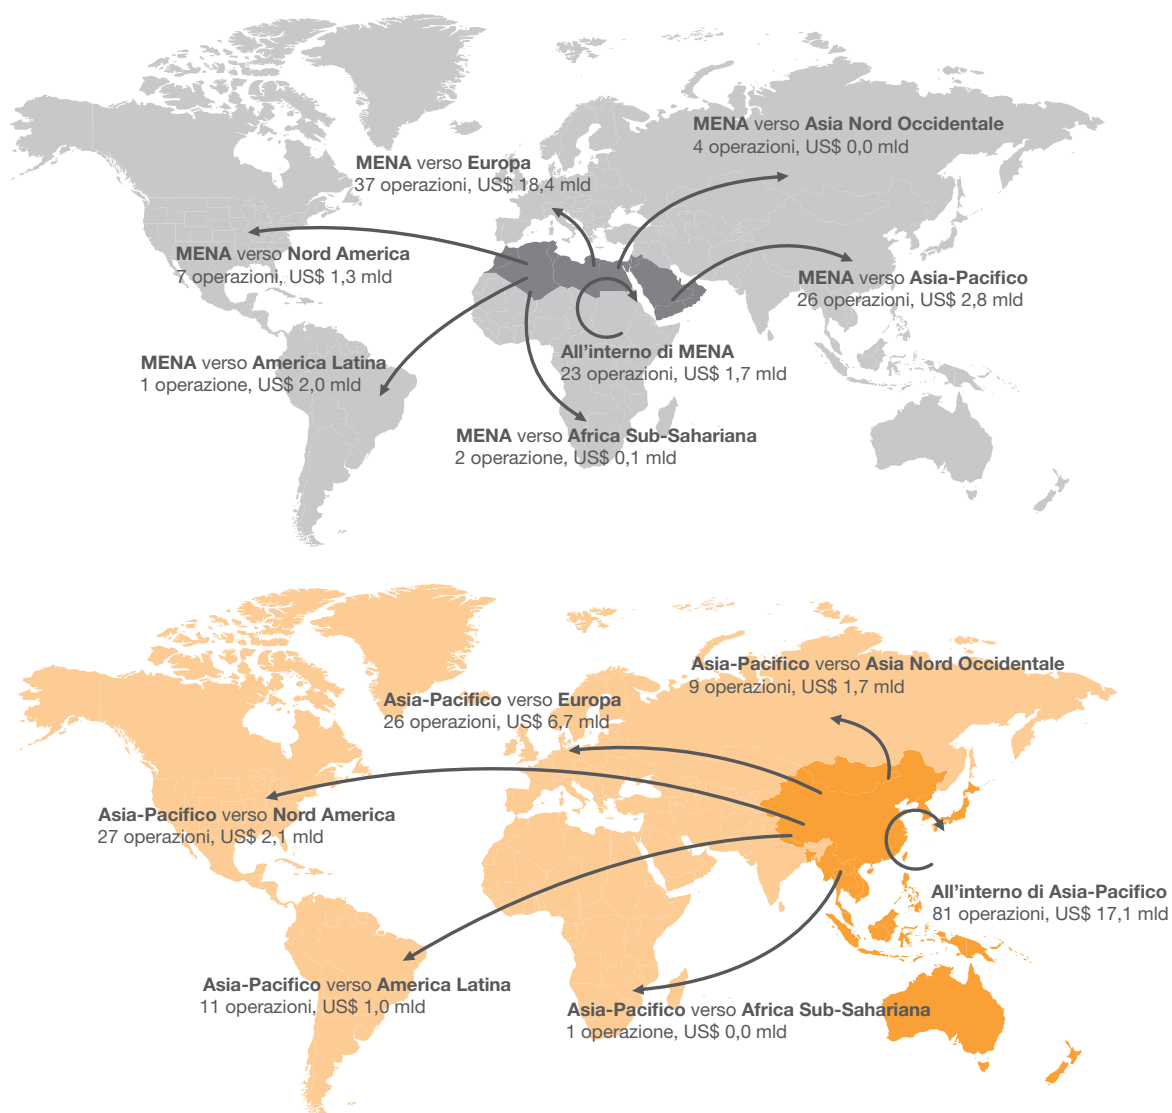 MENA verso Asia Nord Occidentale
4 operazioni, US$ 0,0 mld
MENA verso Europa
37 operazioni, US$ 18,4 mld
MENA verso Nord America
7 operazioni, US$ 1,3 mld
MENA verso Asia-Pacifico
26 operazioni, US$ 2,8 mld
All'interno di MENA
23 operazioni, US$ 1,7 mld
MENA verso America Latina
1 operazione, US$ 2,0 mld
MENA verso Africa Sub-Sahariana
2 operazione, US$ 0,1 mld
Asia-Pacifico verso Asia Nord Occidentale
9 operazioni, US$ 1,7 mld
Asia-Pacifico verso Europa
26 operazioni, US$ 6,7 mld
Asia-Pacifico verso Nord America
27 operazioni, US$ 2,1 mld
All'interno di Asia-Pacifico
81 operazioni, US$ 17,1 mld
Asia-Pacifico verso America Latina
11 operazioni, US$ 1,0 mld
Asia-Pacifico verso Africa Sub-Sahariana
1 operazione, US$ 0,0 mld